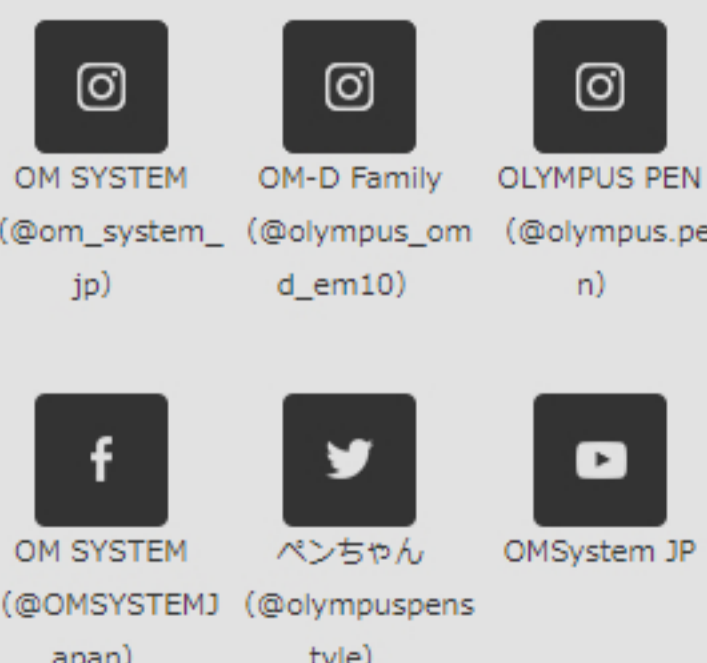 OM SYSTEM
(@om_system_
jp)
OM-D Family
(@olympus_om
d_em10)
OLYMPUS PEN
(@olympus.pe
n)
OM SYSTEM
(@OMSYSTEMJ
apan)
ペンちゃん
(@olympuspens
tyle)
OMSystem JP